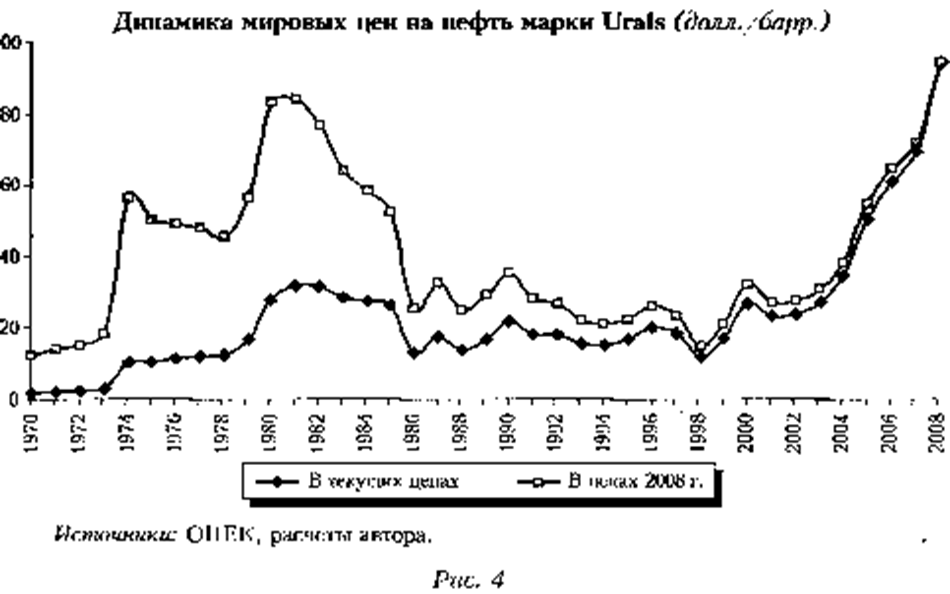 Динамика мировых цен на нефть марки Urals (долл./барр.)
80
60
40
20
0
1970 1972 1974 1976 1978 1980 1982 1984 1986 1988 1990 1992 1994 1996 1998 2000 2002 2004 2006 2008
В текущих ценах В ценах 2008 г.
Источники: ОПЕК, расчеты автора.
Рис. 4